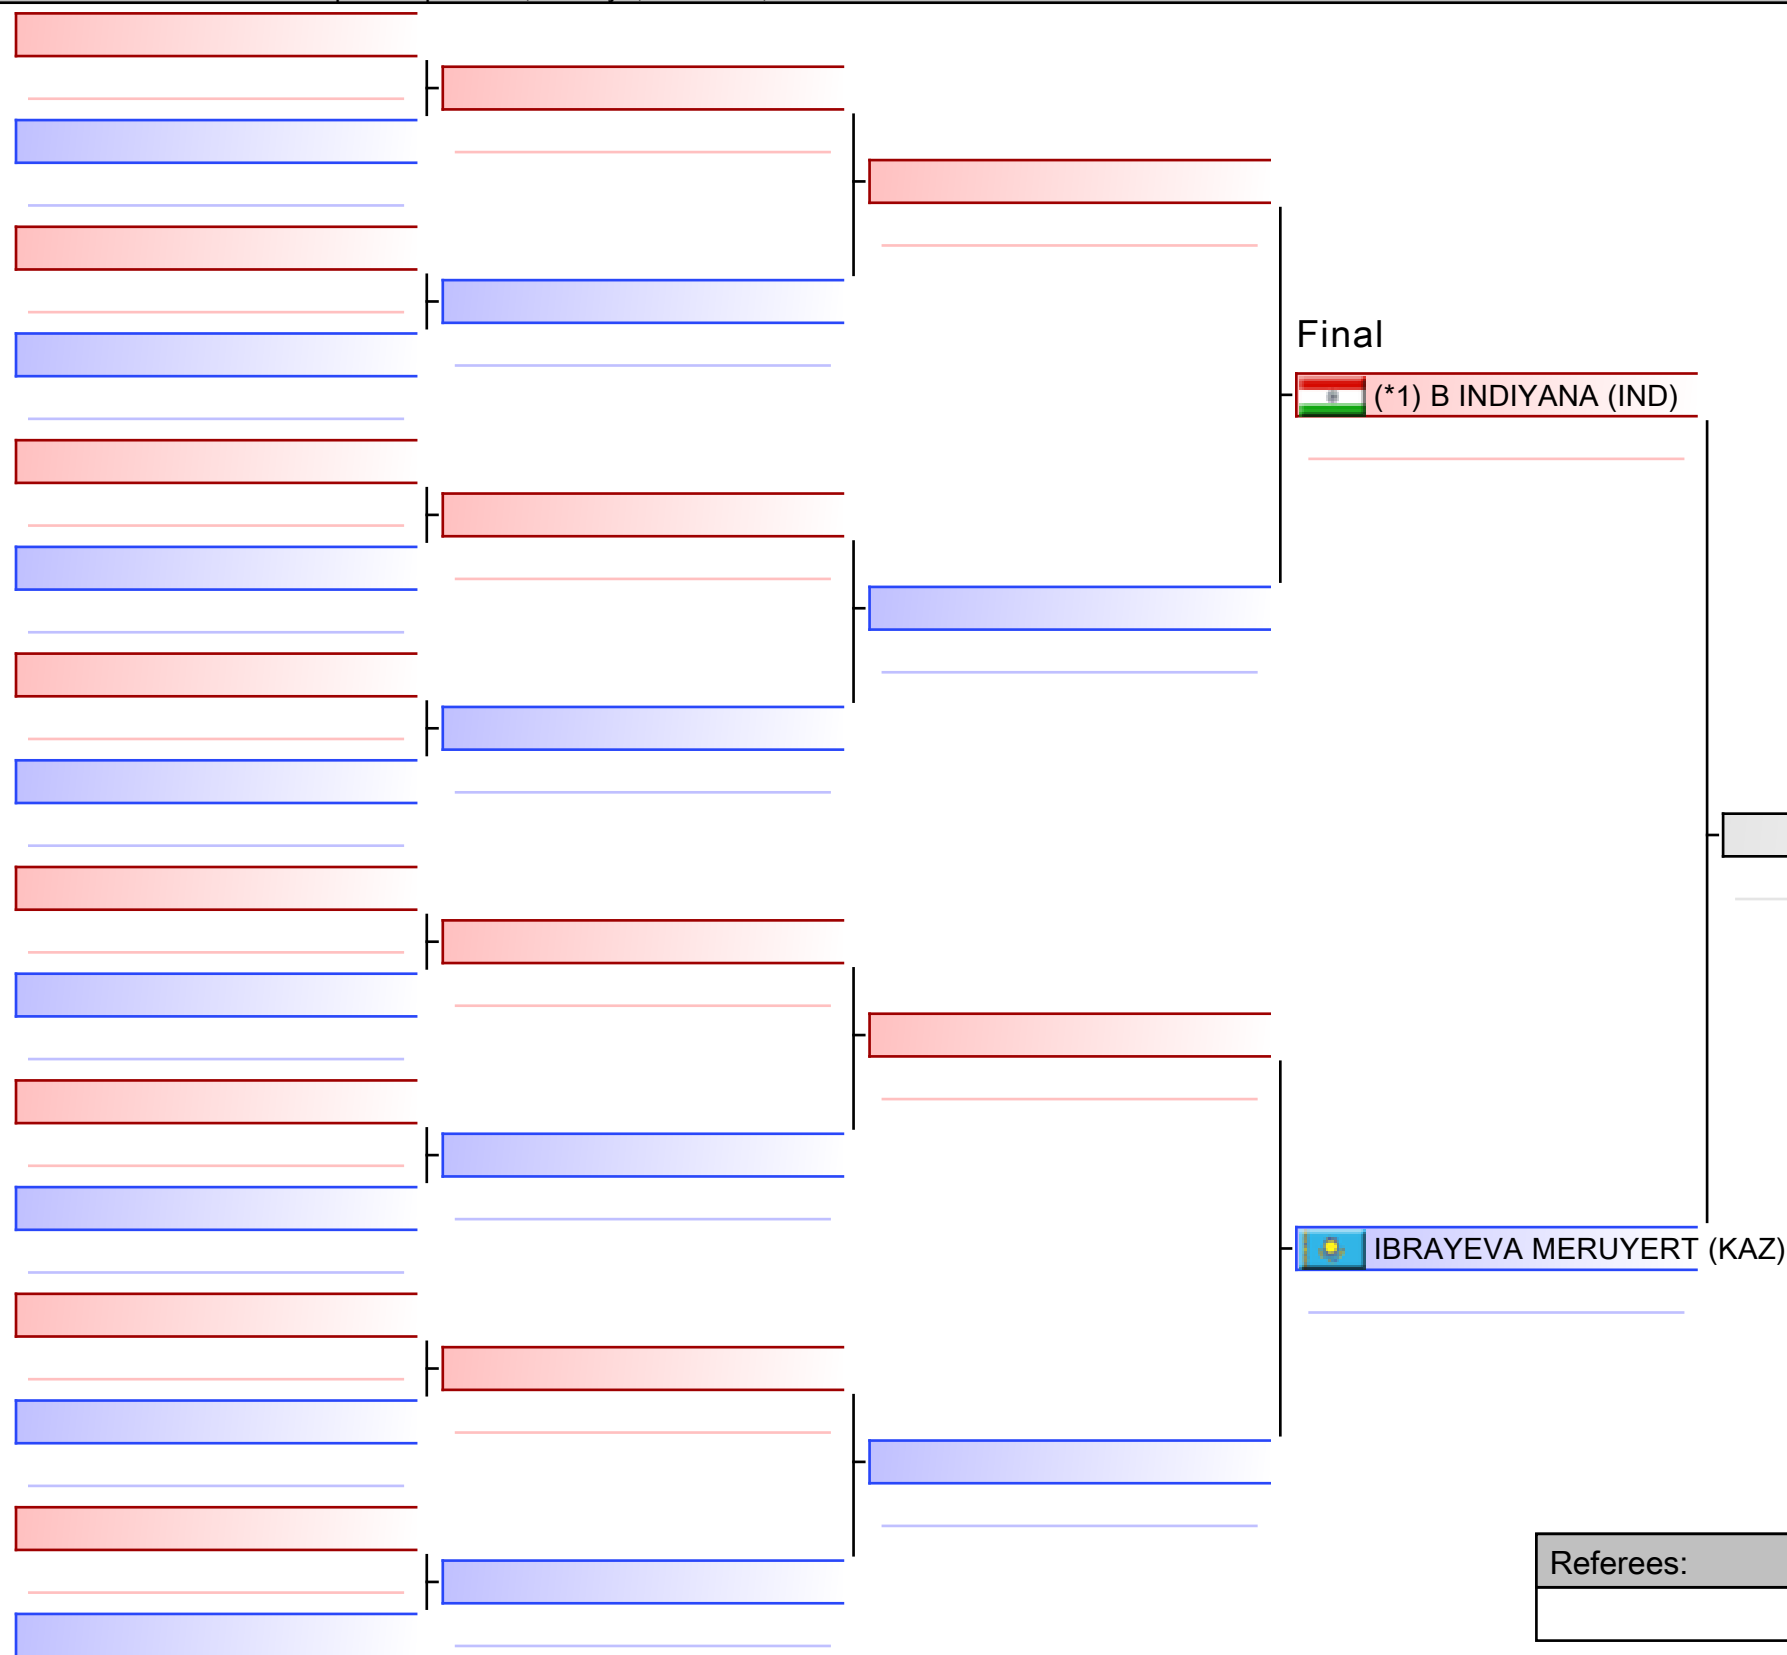 Final
(*1) B INDIYANA (IND)
IBRAYEVA MERUYERT (KAZ)
Referees: